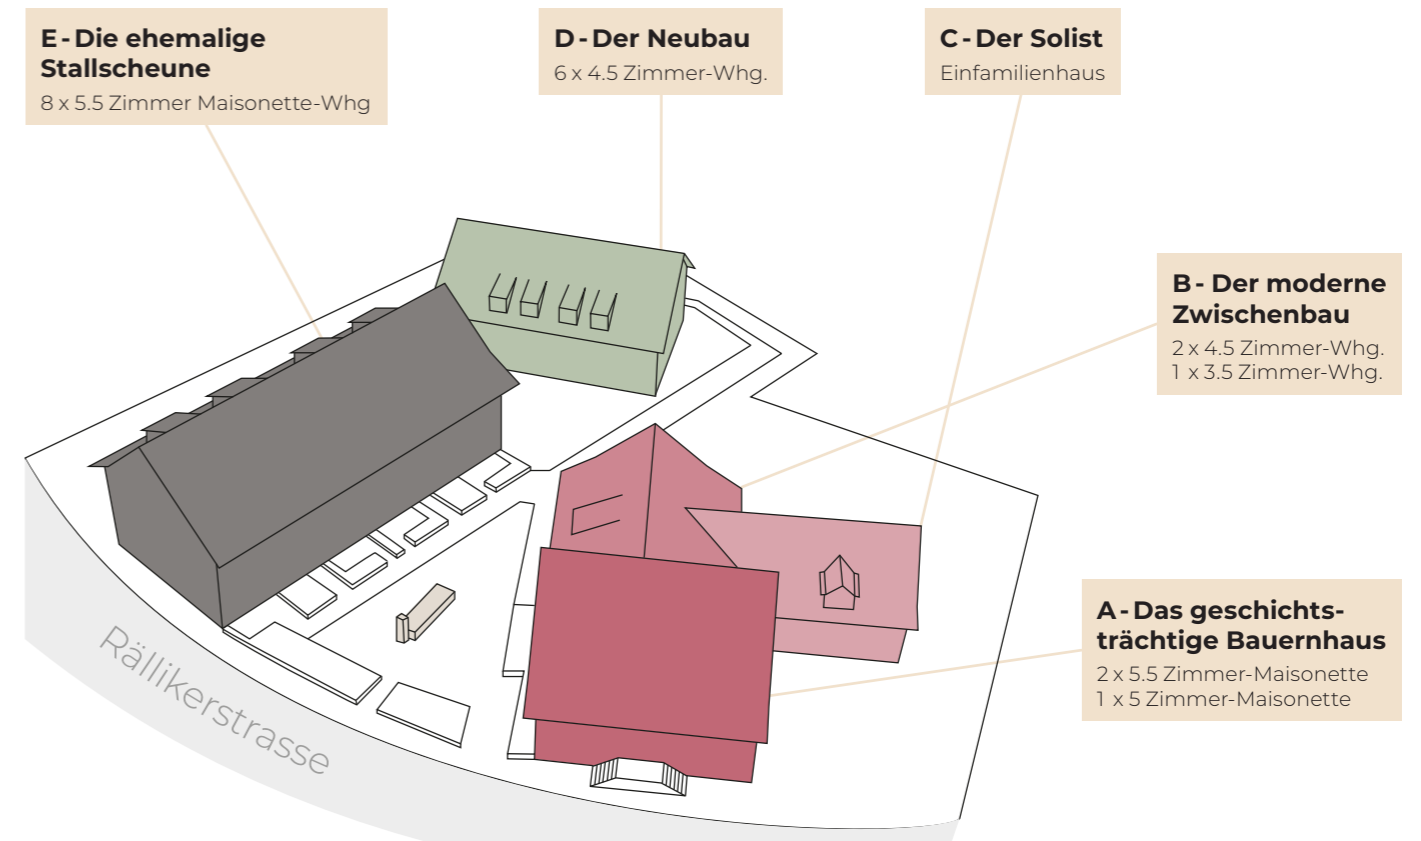 E - Die ehemalige
Stallscheune
8 x 5.5 Zimmer Maisonette-Whg
D - Der Neubau
6 x 4.5 Zimmer-Whg.
C - Der Solist
Einfamilienhaus
B - Der moderne
Zwischenbau
2 x 4.5 Zimmer-Whg.
1 x 3.5 Zimmer-Whg.
A - Das geschichts-
trächtige Bauernhaus
2 x 5.5 Zimmer-Maisonette
1 x 5 Zimmer-Maisonette
Rällikerstrasse